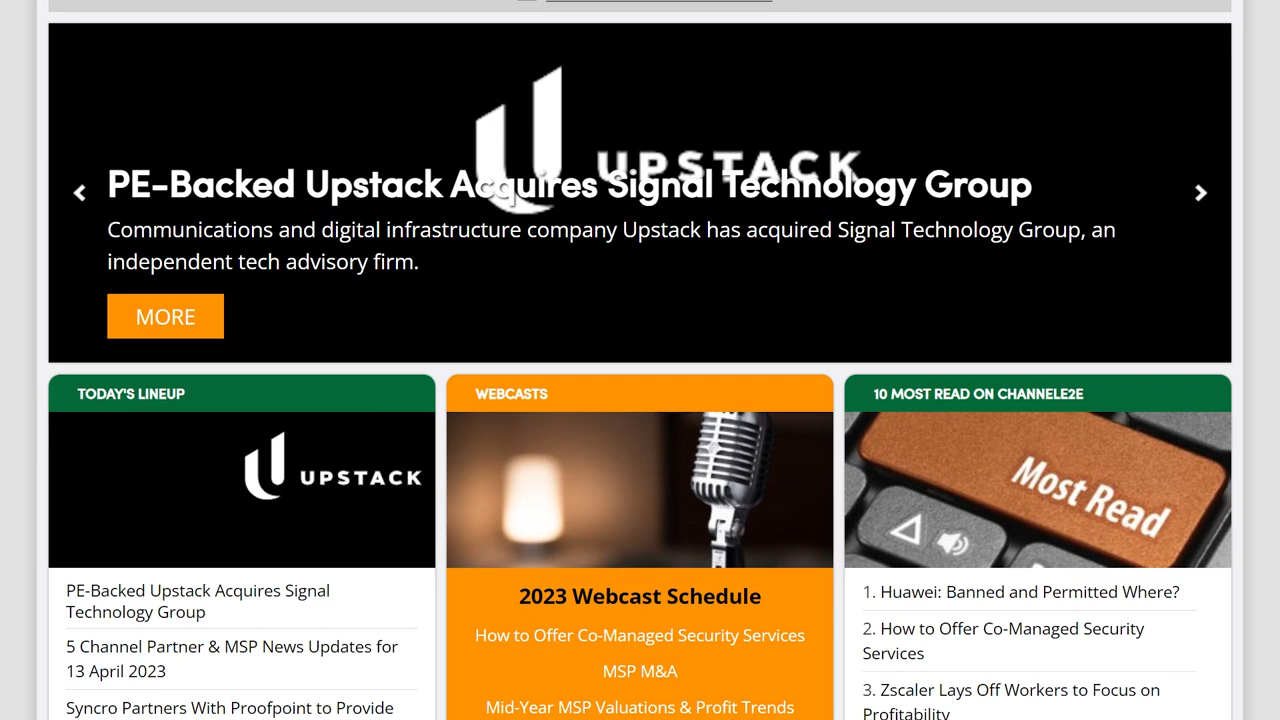 UPSTACK
PE-Backed Upstack Acquires Signal Technology Group
Communications and digital infrastructure company Upstack has acquired Signal Technology Group, an
independent tech advisory firm.
MORE
TODAY'S LINEUP
UPSTACK
PE-Backed Upstack Acquires Signal
Technology Group
5 Channel Partner & MSP News Updates for
13 April 2023
Syncro Partners With Proofpoint to Provide
WEBCASTS
2023 Webcast Schedule
How to Offer Co-Managed Security Services
MSP M&A
Mid-Year MSP Valuations & Profit Trends
10 MOST READ ON CHANNELE2E
Most Read
1. Huawei: Banned and Permitted Where?
2. How to Offer Co-Managed Security
Services
3. Zscaler Lays Off Workers to Focus on
Profitability